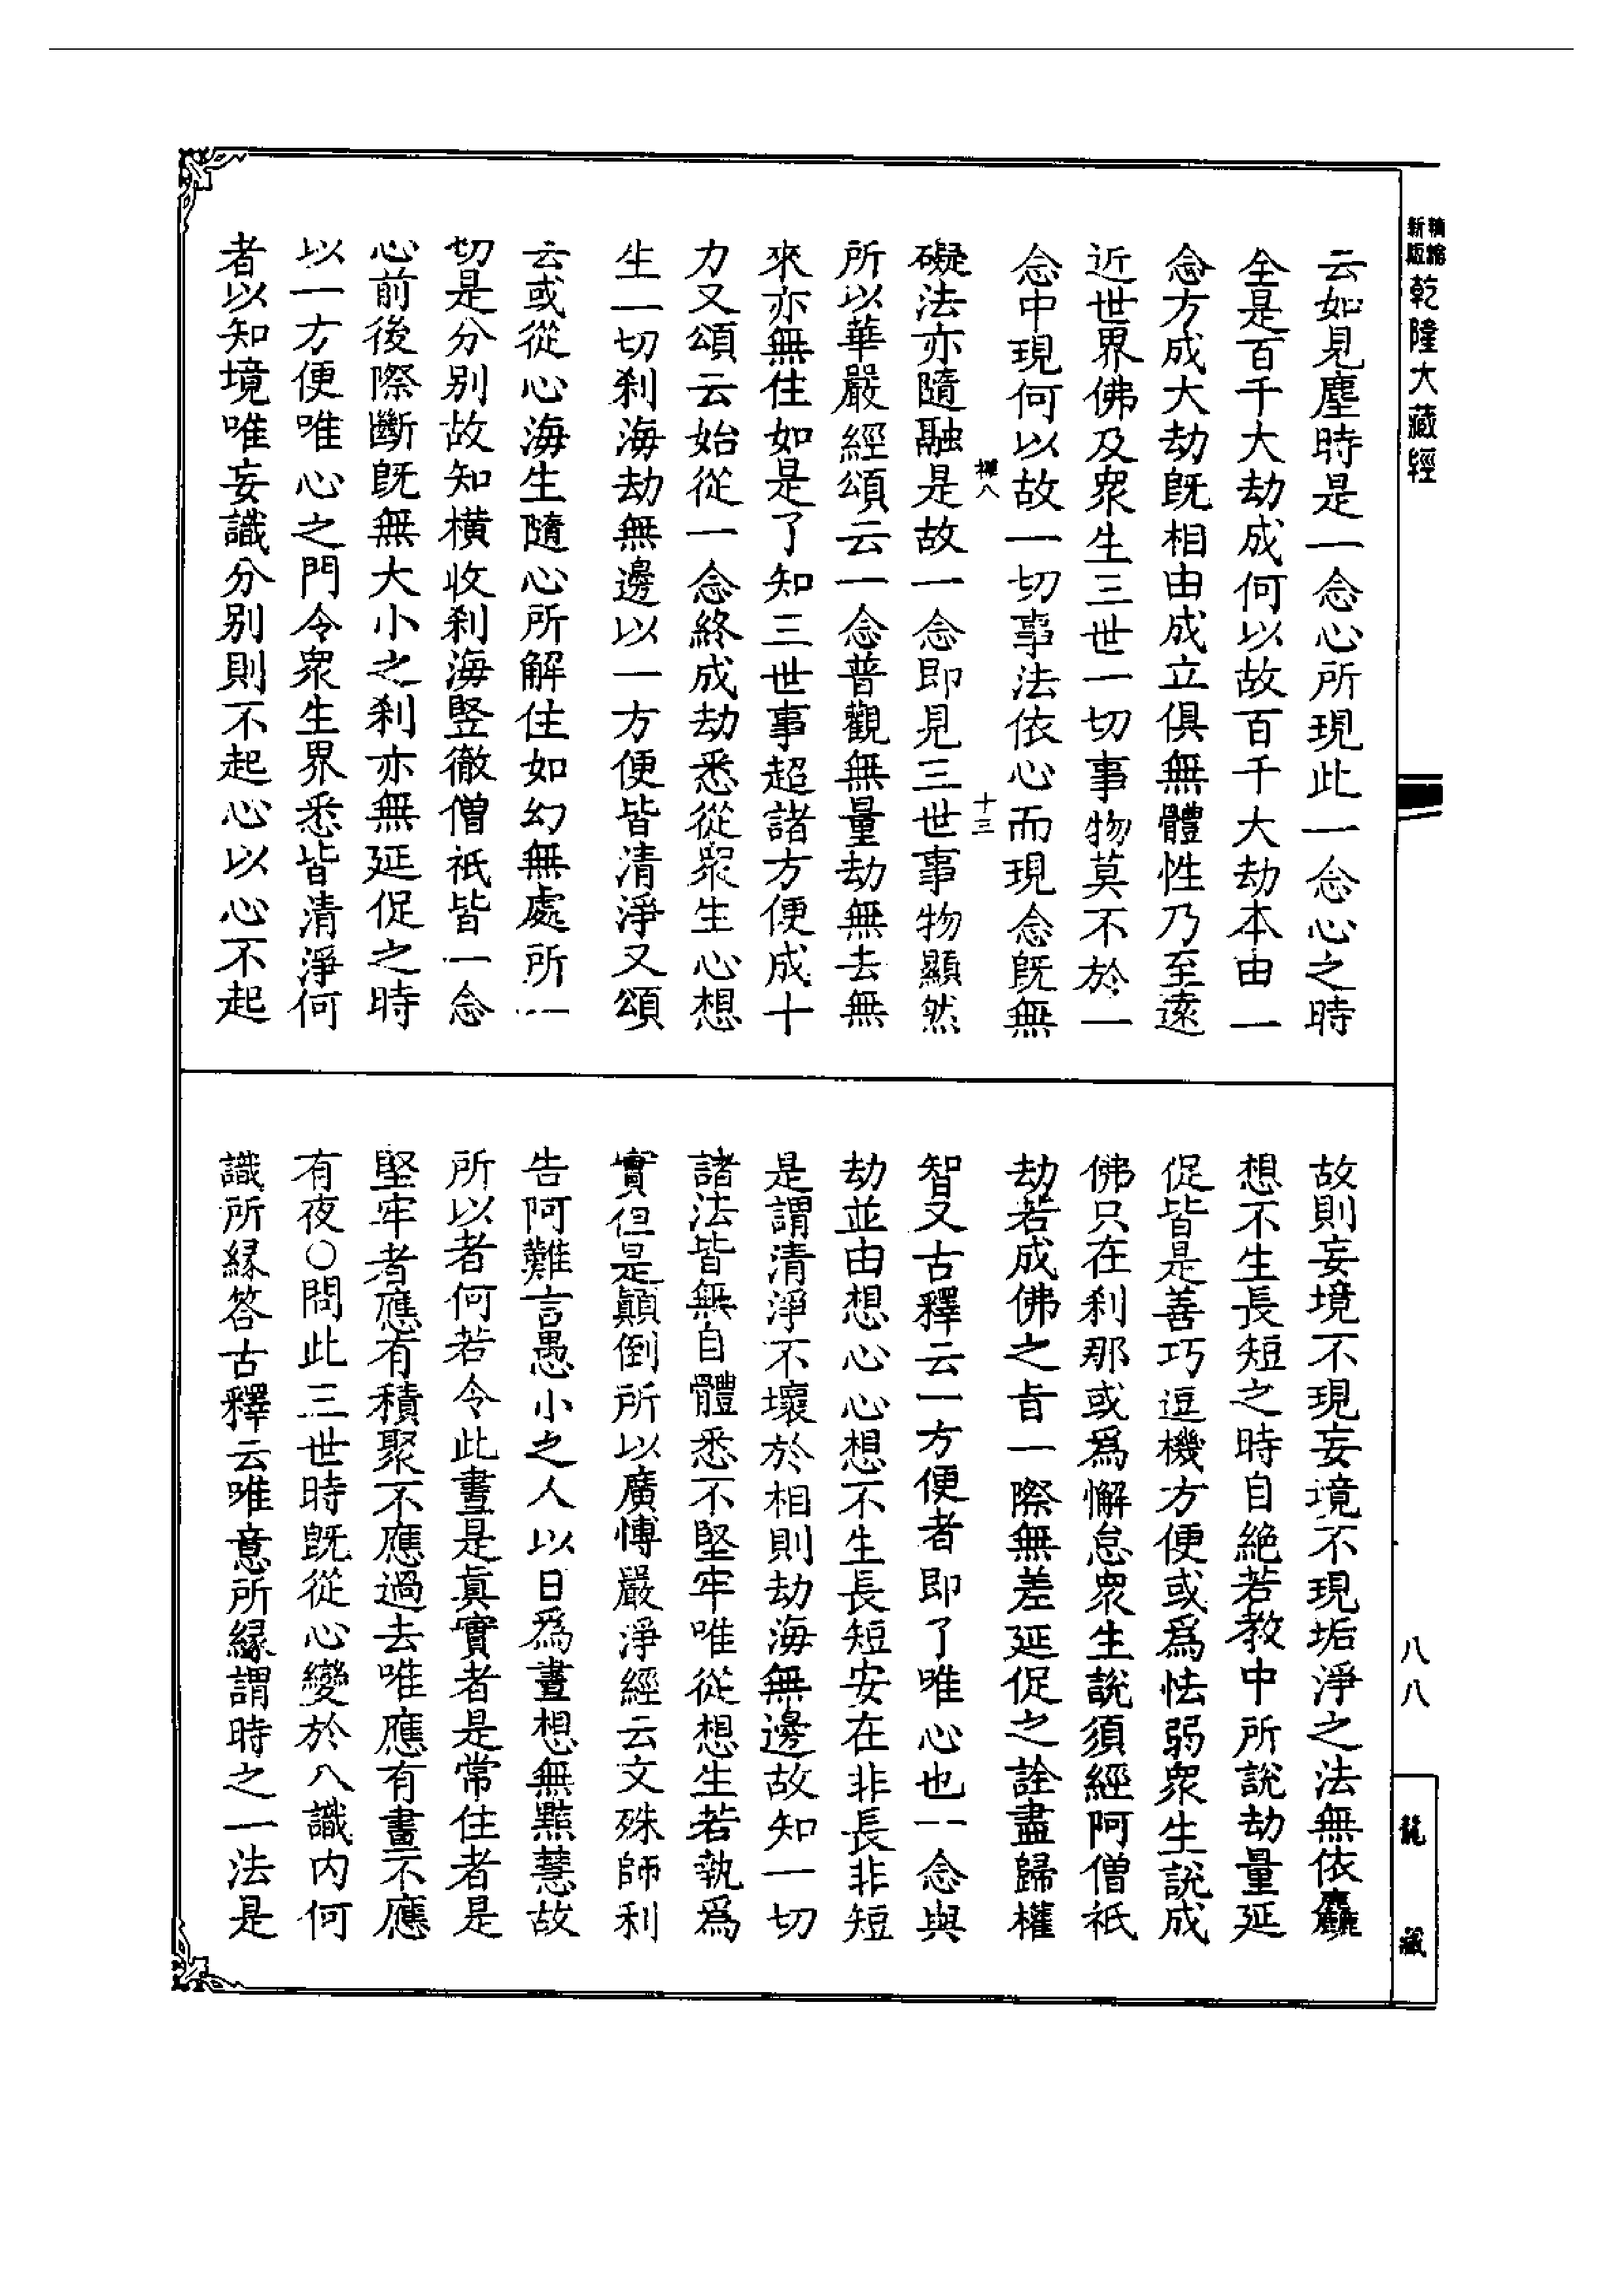 精縮新版乾隆大藏經
云如見塵時是一念心所現此一念心之時
全是百千大劫成何以故百千大劫本由一
念方成大劫既相由成立俱無體性乃至遠
近世界佛及衆生三世一切事物莫不於一
念中現何以故一切事法依心而現念既無
禪八
十三
礙法亦隨融是故一念即見三世事物顯然
所以華嚴經頌云一念普觀無量劫無去無
來亦無住如是了知三世事超諸方便成十
力又頌云始從一念終成劫悉從衆生心想
生一切刹海劫無邊以一方便皆清淨又頌
云或從心海生隨心所解住如幻無處所一
切是分別故知橫收刹海豎徹僧祇皆一念
心前後際斷既無大小之刹亦無延促之時
以一方便唯心之門令衆生界悉皆清淨何
者以知境唯妄識分別則不起心以心不起
故則妄境不現妄境不現垢淨之法無依麤
想不生長短之時自絶若教中所說劫量延
促皆是善巧逗機方便或爲怯弱衆生說成
佛只在刹那或爲懈怠衆生說須經阿僧祇
劫若成佛之旨一際無差延促之詮盡歸權
智又古釋云一方便者即了唯心也一念與
劫並由想心心想不生長短安在非長非短
是謂清淨不壞於相則劫海無邊故知一切
諸法皆無自體悉不堅牢唯從想生若執爲
實但是顚倒所以廣博嚴淨經云文殊師利
告阿難言愚小之人以日爲晝想無黠慧故
所以者何若令此晝是眞實者是常住者是
堅牢者應有積聚不應過去唯應有晝不應
有夜○問此三世時既從心變於八識內何
識所緣答古釋云唯意所緣謂時之一法是
八八
龍藏